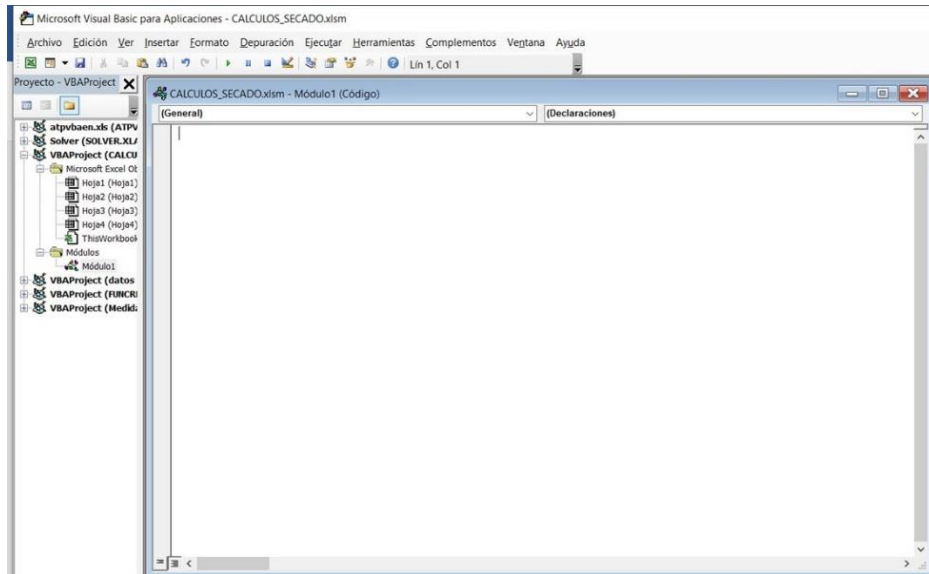 Microsoft Visual Basic para Aplicaciones - CALCULOS_SECADO.xlsm
Archivo Edición Ver Insertar Formato Depuración Ejecutar Herramientas Complementos Ventana Ayuda
Lín 1, Col 1
Proyecto - VBAProject
CALCULOS_SECADO.xlsm - Módulo1 (Código)
(General) (Declaraciones)
atpvbaen.xls (ATPV
Solver (SOLVER.XLA
VBAProject (CALCU
Microsoft Excel Ob
Hoja1 (Hoja1)
Hoja2 (Hoja2)
Hoja3 (Hoja3)
Hoja4 (Hoja4)
ThisWorkbook
Módulos
Módulo1
VBAProject (datos
VBAProject (FUNCRI
VBAProject (Medida